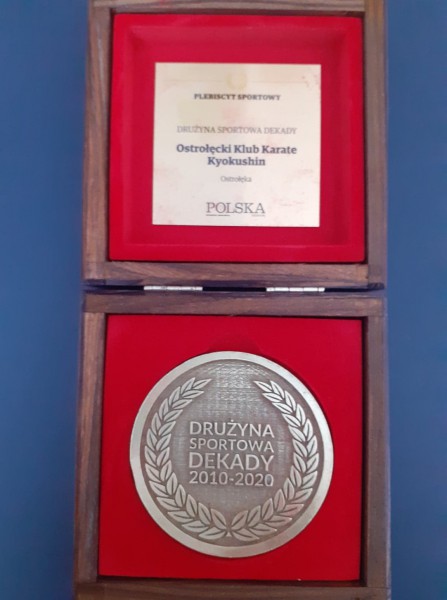 PLEBISCYT SPORTOWY
DRUŻYNA SPORTOWA DEKADY
Ostrołęcki Klub Karate
Kyokushin
Ostrołęka
POLSKA
DRUŻYNA
SPORTOWA
DEKADY
2010-2020